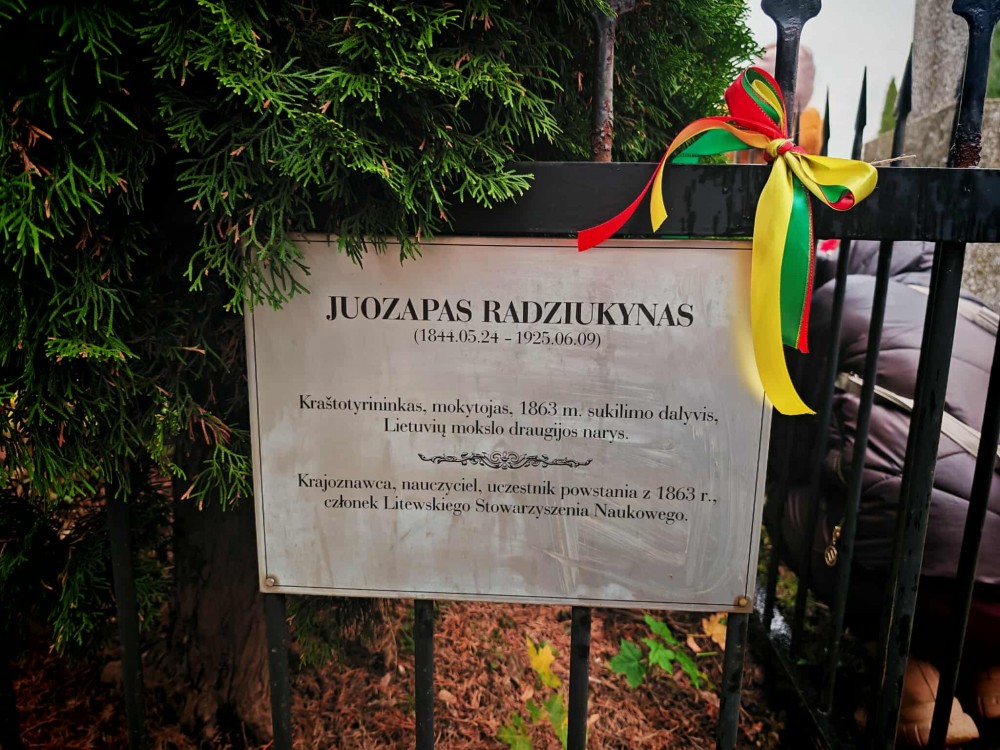 JUOZAPAS RADZIUKYNAS
(1844.05.24 - 1925.06.09)
Kraštotyrininkas, mokytojas, 1863 m. sukilimo dalyvis,
Lietuvių mokslo draugijos narys.
Krajoznawca, nauczyciel, uczestnik powstania z 1863 r.,
członek Litewskiego Stowarzyszenia Naukowego.